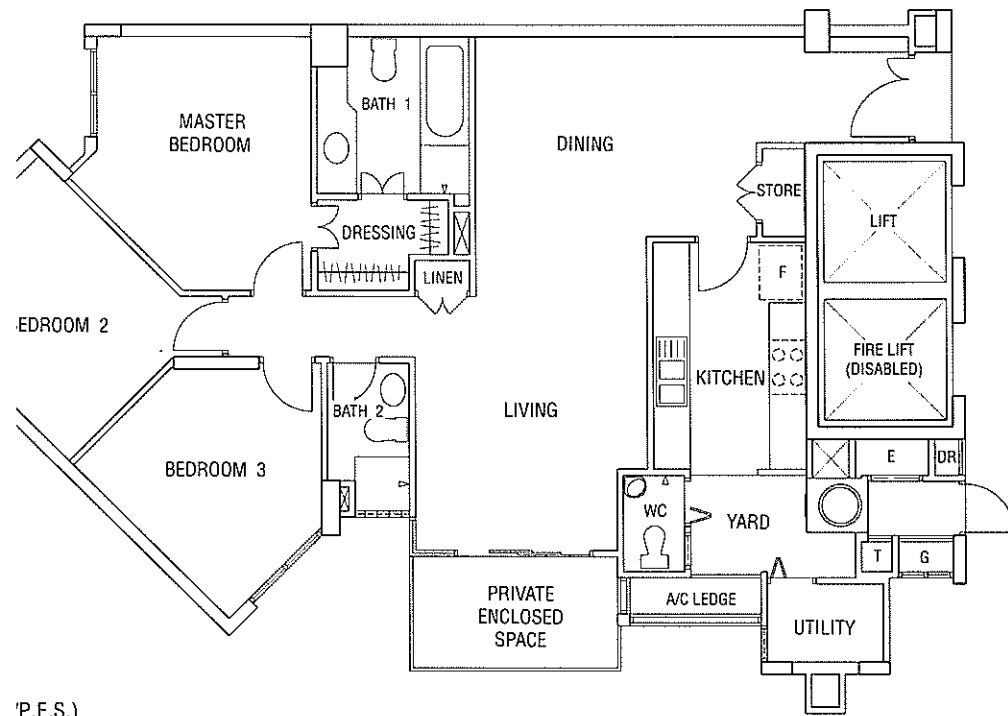 MASTER
BEDROOM
BATH 1
DINING
STORE
LIFT
DRESSING
LINEN
F
EDROOM 2
FIRE LIFT
(DISABLED)
KITCHEN
BATH 2
LIVING
BEDROOM 3
E
DR
WC
YARD
T
G
PRIVATE
ENCLOSED
SPACE
A/C LEDGE
UTILITY
P.E.S.)